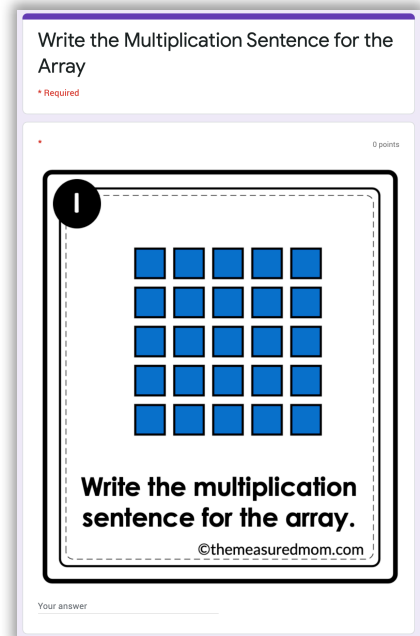 Write the Multiplication Sentence for the
Array
* Required
*
0 points
1
Write the multiplication
sentence for the array.
©themeasuredmom.com
Your answer